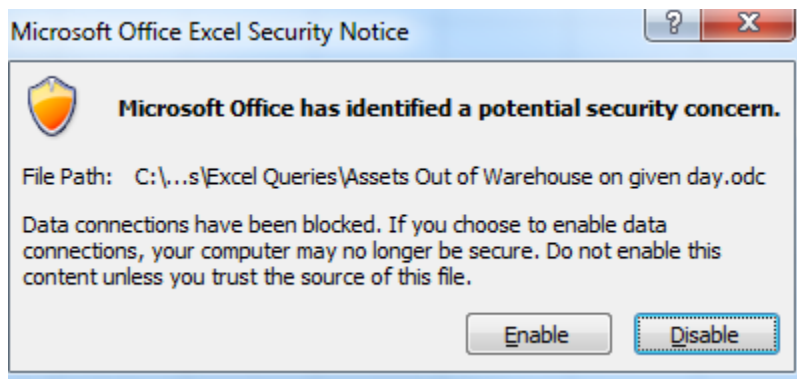 Microsoft Office Excel Security Notice
?
X
Microsoft Office has identified a potential security concern.
File Path: C:\...s\Excel Queries\Assets Out of Warehouse on given day.odc
Data connections have been blocked. If you choose to enable data
connections, your computer may no longer be secure. Do not enable this
content unless you trust the source of this file.
Enable
Disable